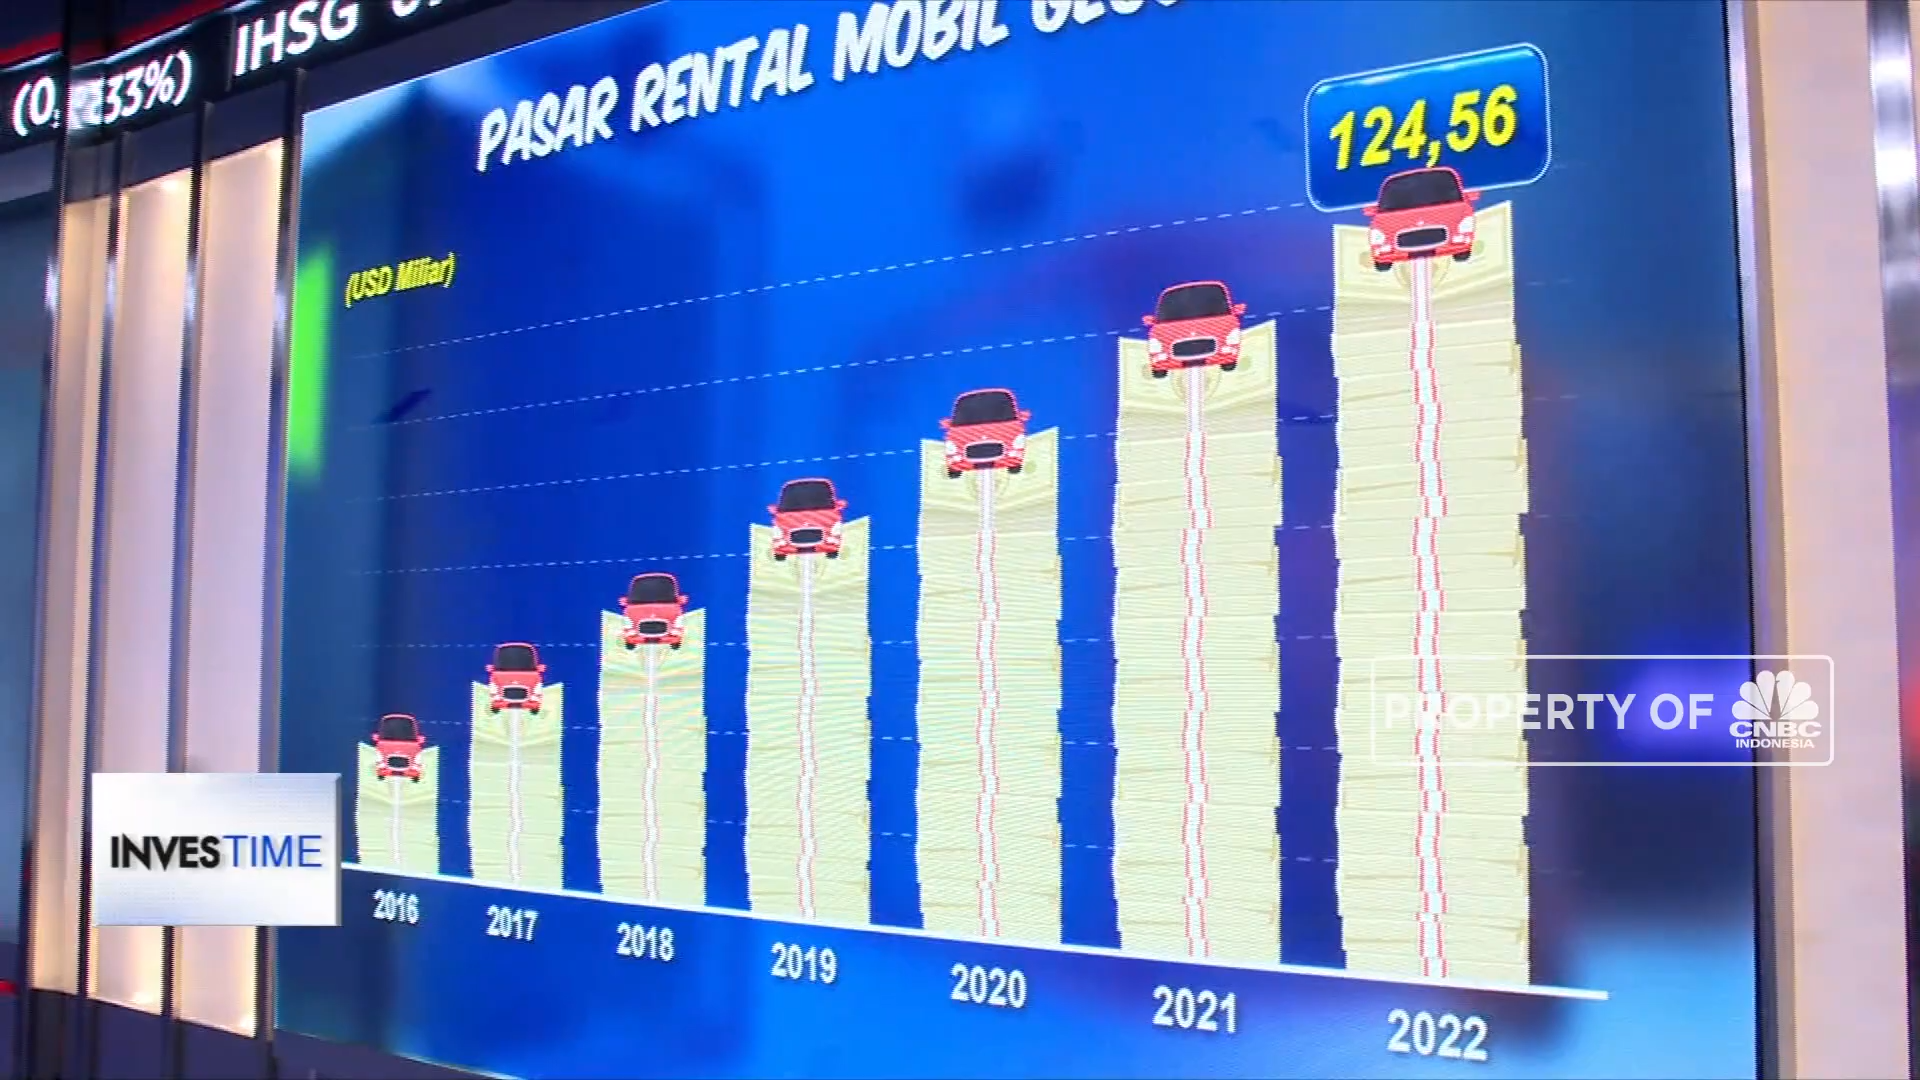 IHSG
33%)
PASAR RENTAL MOBIL
124,56
(USD Miliar)
PROPERTY OF
CNBC
INDONESIA
INVESTIME
2016
2017
2018
2019
2020
2021
2022